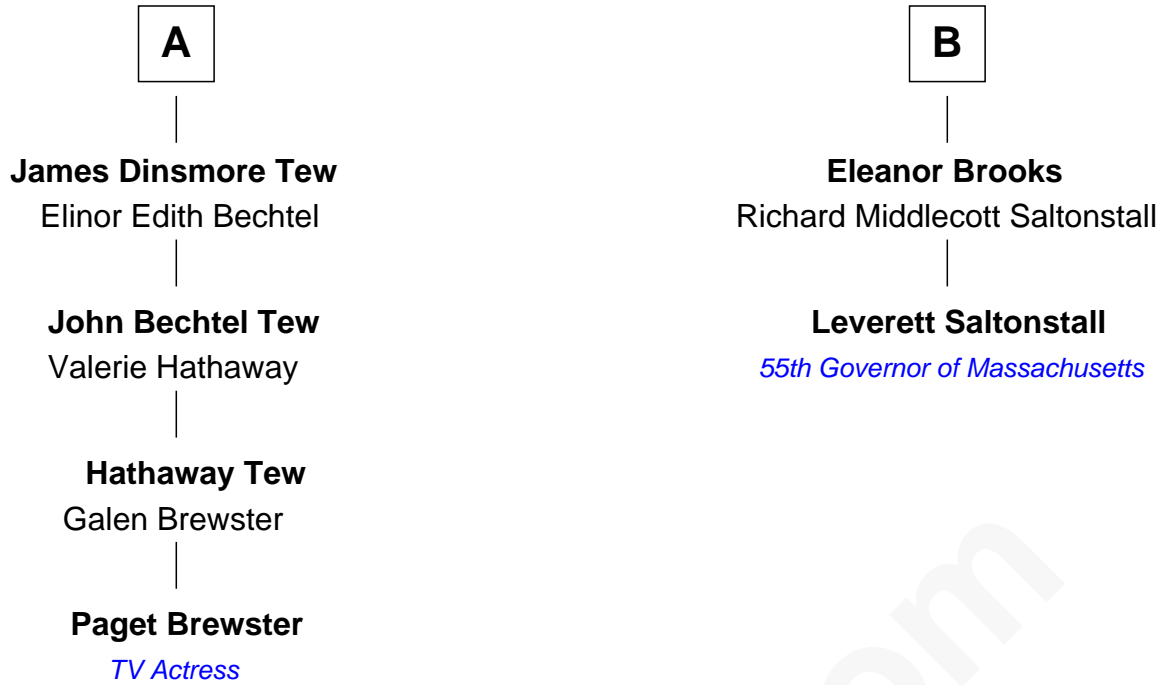 A
James Dinsmore Tew
Elinor Edith Bechtel
John Bechtel Tew
Valerie Hathaway
Hathaway Tew
Galen Brewster
Paget Brewster
TV Actress
B
Eleanor Brooks
Richard Middlecott Saltonstall
Leverett Saltonstall
55th Governor of Massachusetts
om